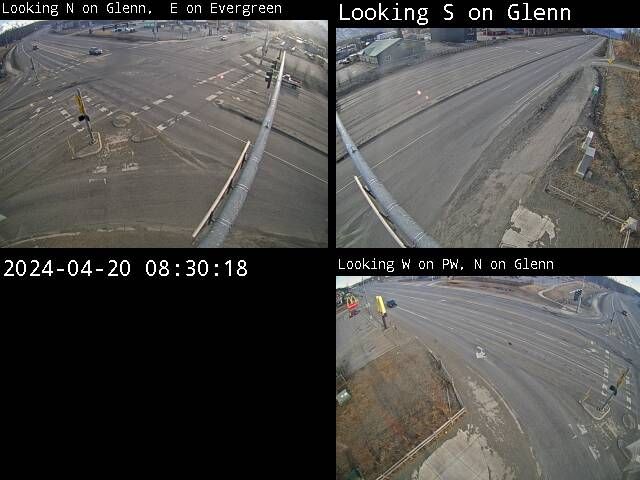 Looking N on Glenn,  E on Evergreen
Looking S on Glenn
2024-04-20 08:30:18
Looking W on PW, N on Glenn